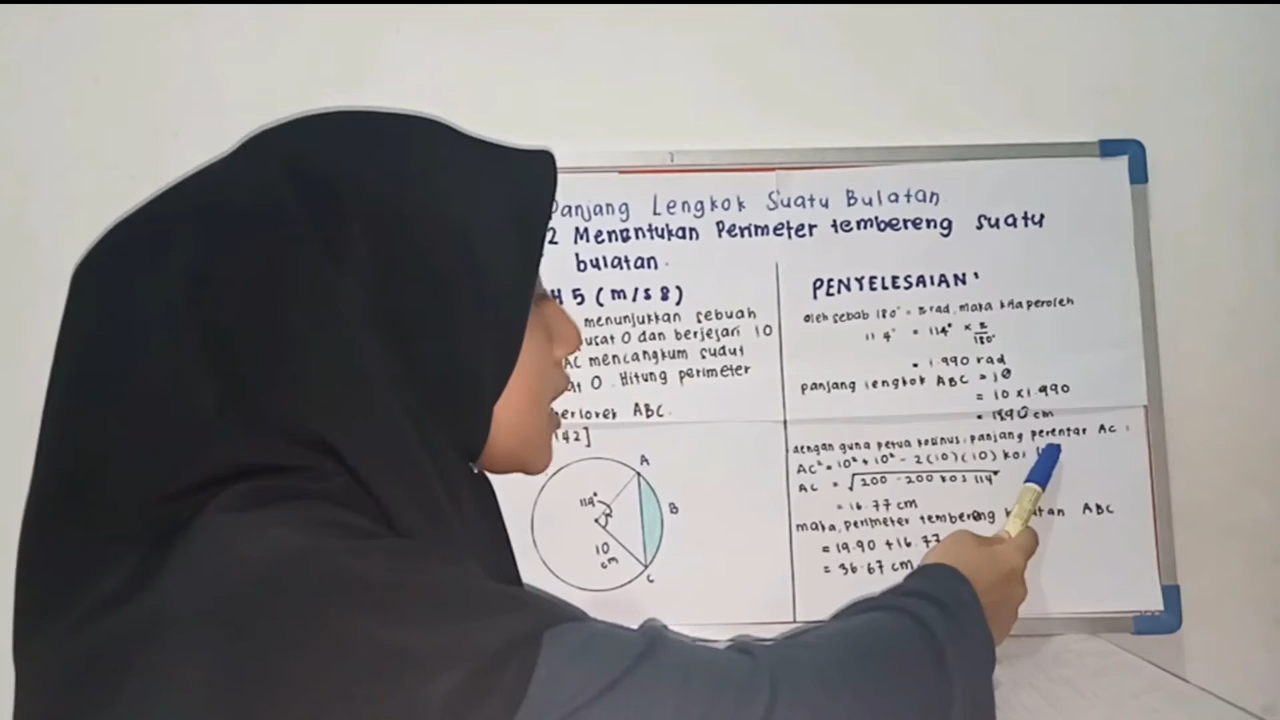 Panjang Lengkok Suatu Bulatan.
2 Menentukan Perimeter tembereng suatu
bulatan.
H 5 (m/s 8)
menunjukkan sebuah
usat O dan berjejari 10
AC mencangkum sudut
at O. Hitung perimeter
berlorek ABC.
142]
A
114°
B
10
cm
C
PENYELESAIAN:
oleh sebab 180° = π rad, maka kita peroleh
114° = 114° × π/180°
= 1.990 rad
panjang lengkok ABC = jθ
= 10 × 1.990
= 19.90 cm
dengan guna petua kosinus, panjang perentas AC =
AC² = 10² + 10² - 2(10)(10) kos
AC = √200 - 200 kos 114°
= 16.77 cm
maka, perimeter tembereng ABC
= 19.90 + 16.77
= 36.67 cm